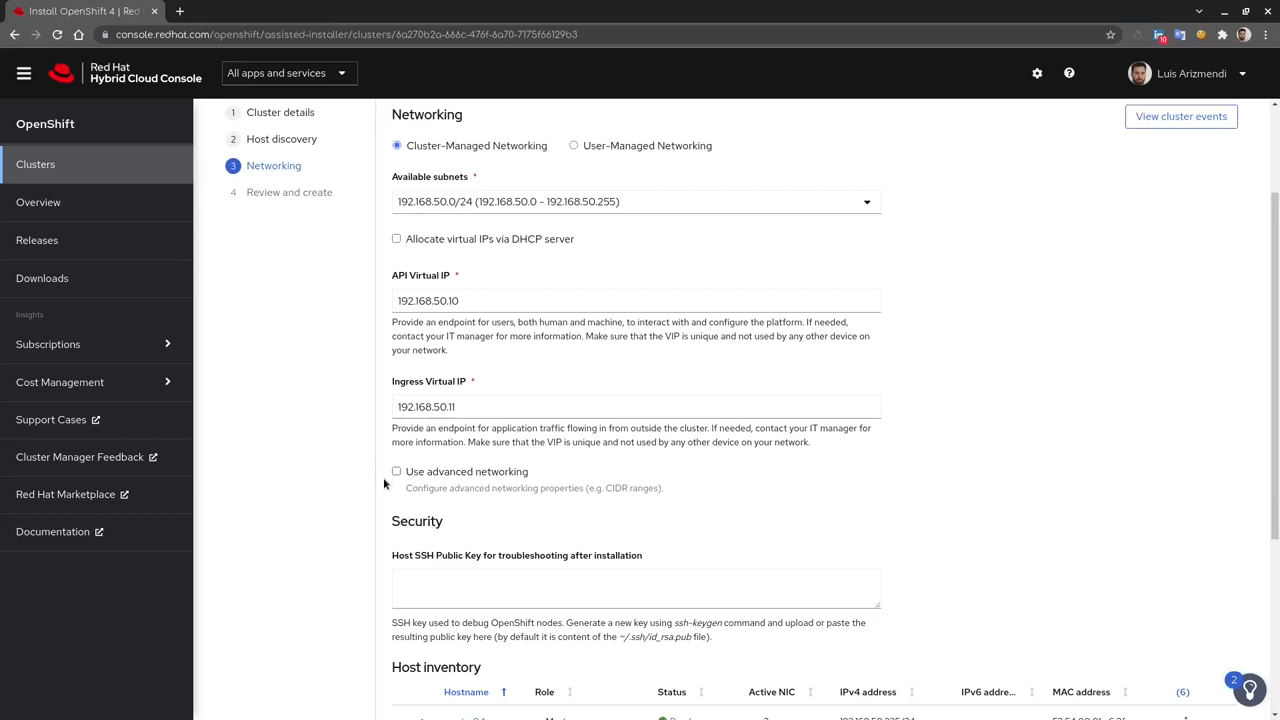 Install OpenShift 4 | Red H
console.redhat.com/openshift/assisted-installer/clusters/6a270b2a-a66c-476f-6a70-7175f66129b3
10
Red Hat
Hybrid Cloud Console
All apps and services
Luis Arizmendi
OpenShift
Clusters
Overview
Releases
Downloads
Insights
Subscriptions
Cost Management
Support Cases
Cluster Manager Feedback
Red Hat Marketplace
Documentation
1 Cluster details
2 Host discovery
3 Networking
4 Review and create
Networking
View cluster events
Cluster-Managed Networking
User-Managed Networking
Available subnets *
192.168.50.0/24 (192.168.50.0 - 192.168.50.255)
Allocate virtual IPs via DHCP server
API Virtual IP *
192.168.50.10
Provide an endpoint for users, both human and machine, to interact with and configure the platform. If needed,
contact your IT manager for more information. Make sure that the VIP is unique and not used by any other device on
your network.
Ingress Virtual IP *
192.168.50.11
Provide an endpoint for application traffic flowing in from outside the cluster. If needed, contact your IT manager for
more information. Make sure that the VIP is unique and not used by any other device on your network.
Use advanced networking
Configure advanced networking properties (e.g. CIDR ranges).
Security
Host SSH Public Key for troubleshooting after installation
SSH key used to debug OpenShift nodes. Generate a new key using ssh-keygen command and upload or paste the
resulting public key here (by default it is content of the ~/.ssh/id_rsa.pub file).
Host inventory
Hostname Role Status Active NIC IPv4 address IPv6 addre... MAC address (6)
2